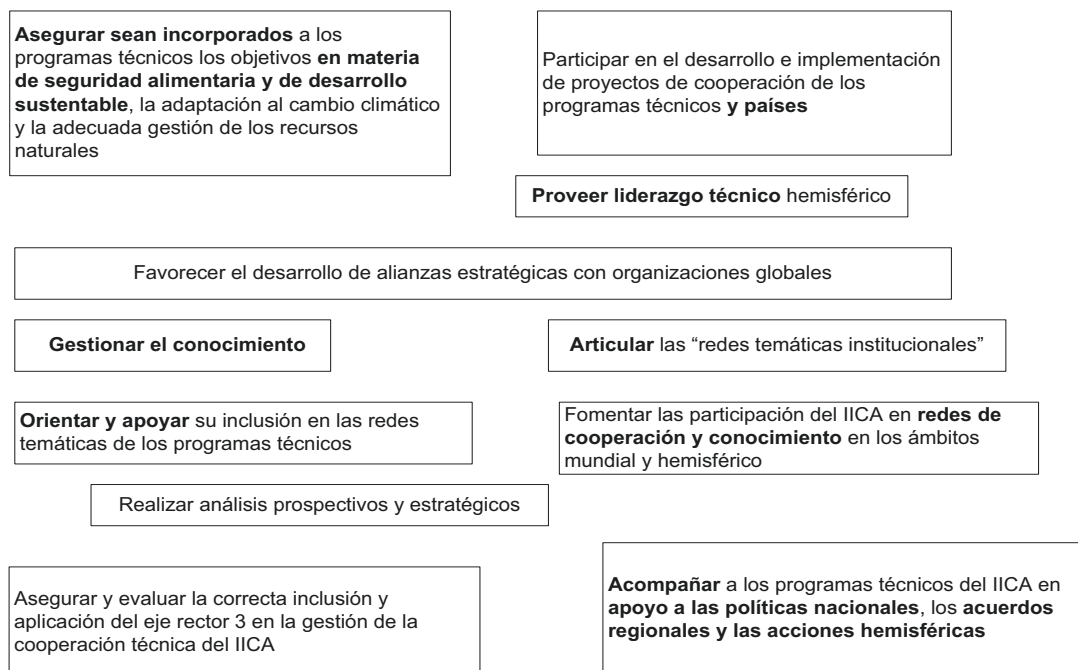 Asegurar sean incorporados a los
programas técnicos los objetivos en materia
de seguridad alimentaria y de desarrollo
sustentable, la adaptación al cambio climático
y la adecuada gestión de los recursos
naturales
Participar en el desarrollo e implementación
de proyectos de cooperación de los
programas técnicos y países
Proveer liderazgo técnico hemisférico
Favorecer el desarrollo de alianzas estratégicas con organizaciones globales
Gestionar el conocimiento
Articular las “redes temáticas institucionales”
Orientar y apoyar su inclusión en las redes
temáticas de los programas técnicos
Fomentar las participación del IICA en redes de
cooperación y conocimiento en los ámbitos
mundial y hemisférico
Realizar análisis prospectivos y estratégicos
Asegurar y evaluar la correcta inclusión y
aplicación del eje rector 3 en la gestión de la
cooperación técnica del IICA
Acompañar a los programas técnicos del IICA en
apoyo a las políticas nacionales, los acuerdos
regionales y las acciones hemisféricas